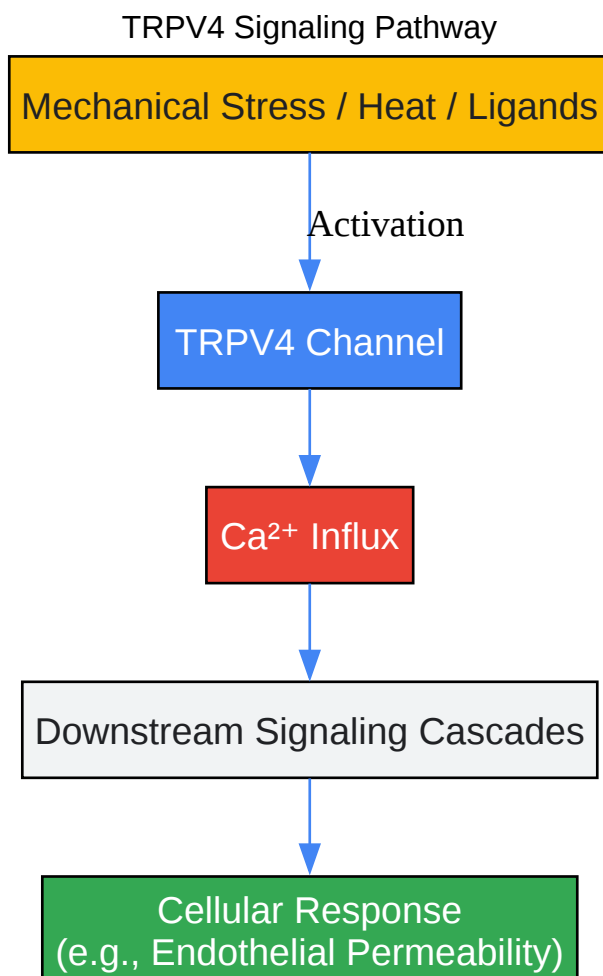 TRPV4 Signaling Pathway
Mechanical Stress / Heat / Ligands
Activation
TRPV4 Channel
Ca²⁺ Influx
Downstream Signaling Cascades
Cellular Response
(e.g., Endothelial Permeability)